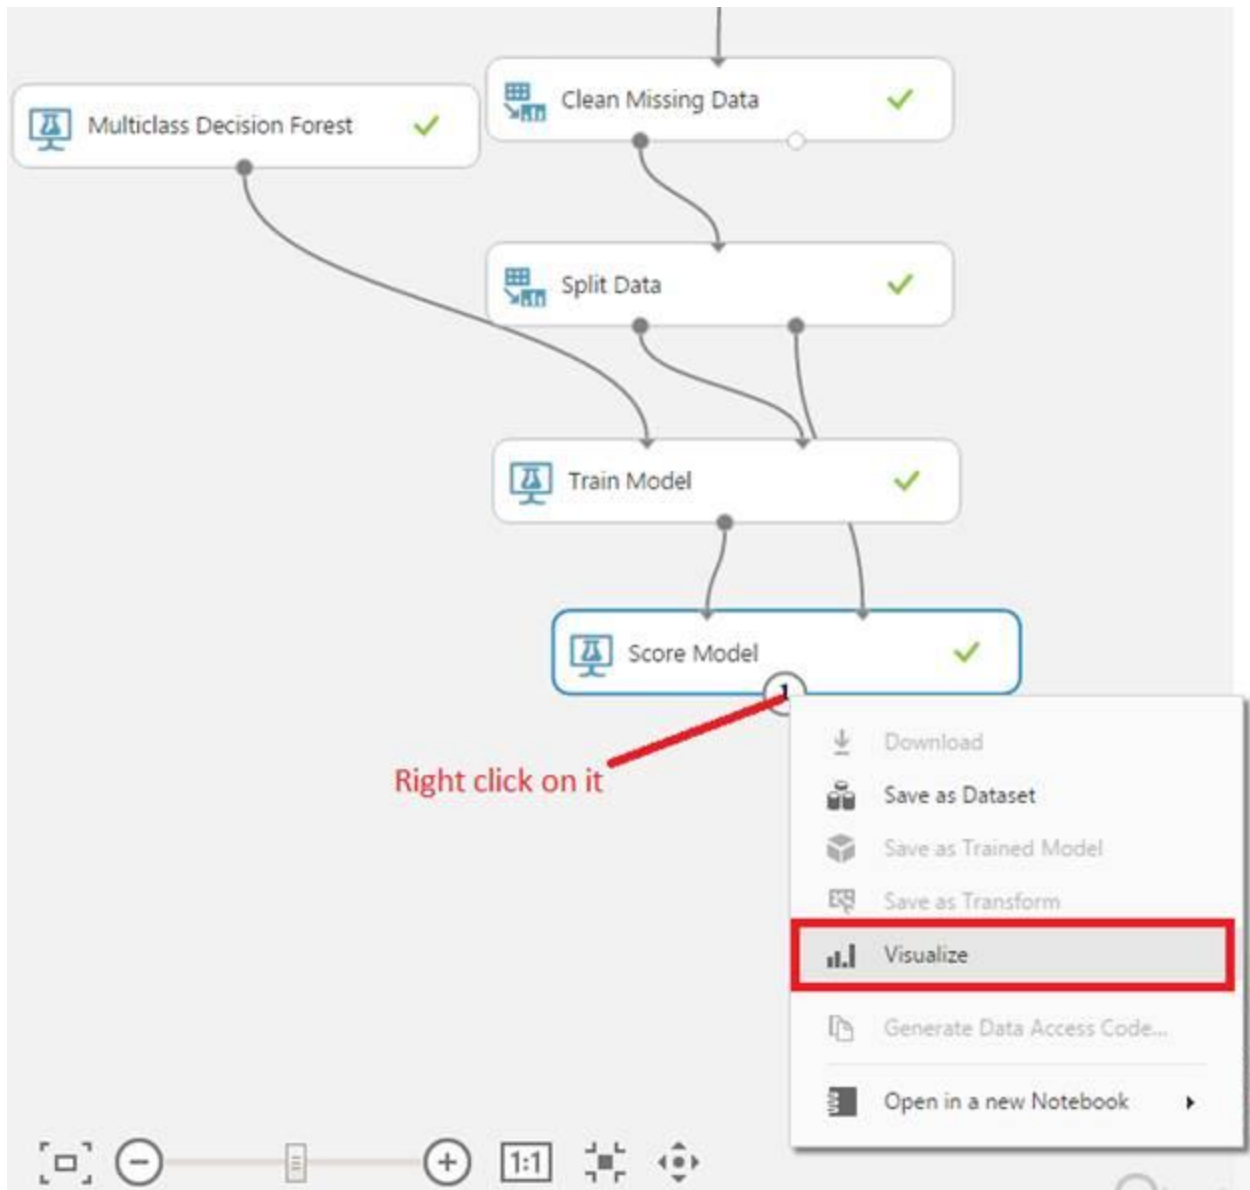 Clean Missing Data
Multiclass Decision Forest
Split Data
Train Model
Score Model
1
Right click on it
Download
Save as Dataset
Save as Trained Model
Save as Transform
Visualize
Generate Data Access Code...
Open in a new Notebook
1:1